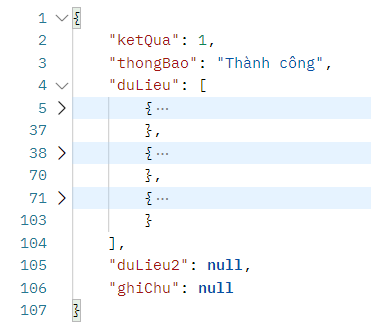 1 {
2 "ketQua": 1,
3 "thongBao": "Thành công",
4 "duLieu": [
5 { ···
37 },
38 { ···
70 },
71 { ···
103 }
104 ],
105 "duLieu2": null,
106 "ghiChu": null
107 }